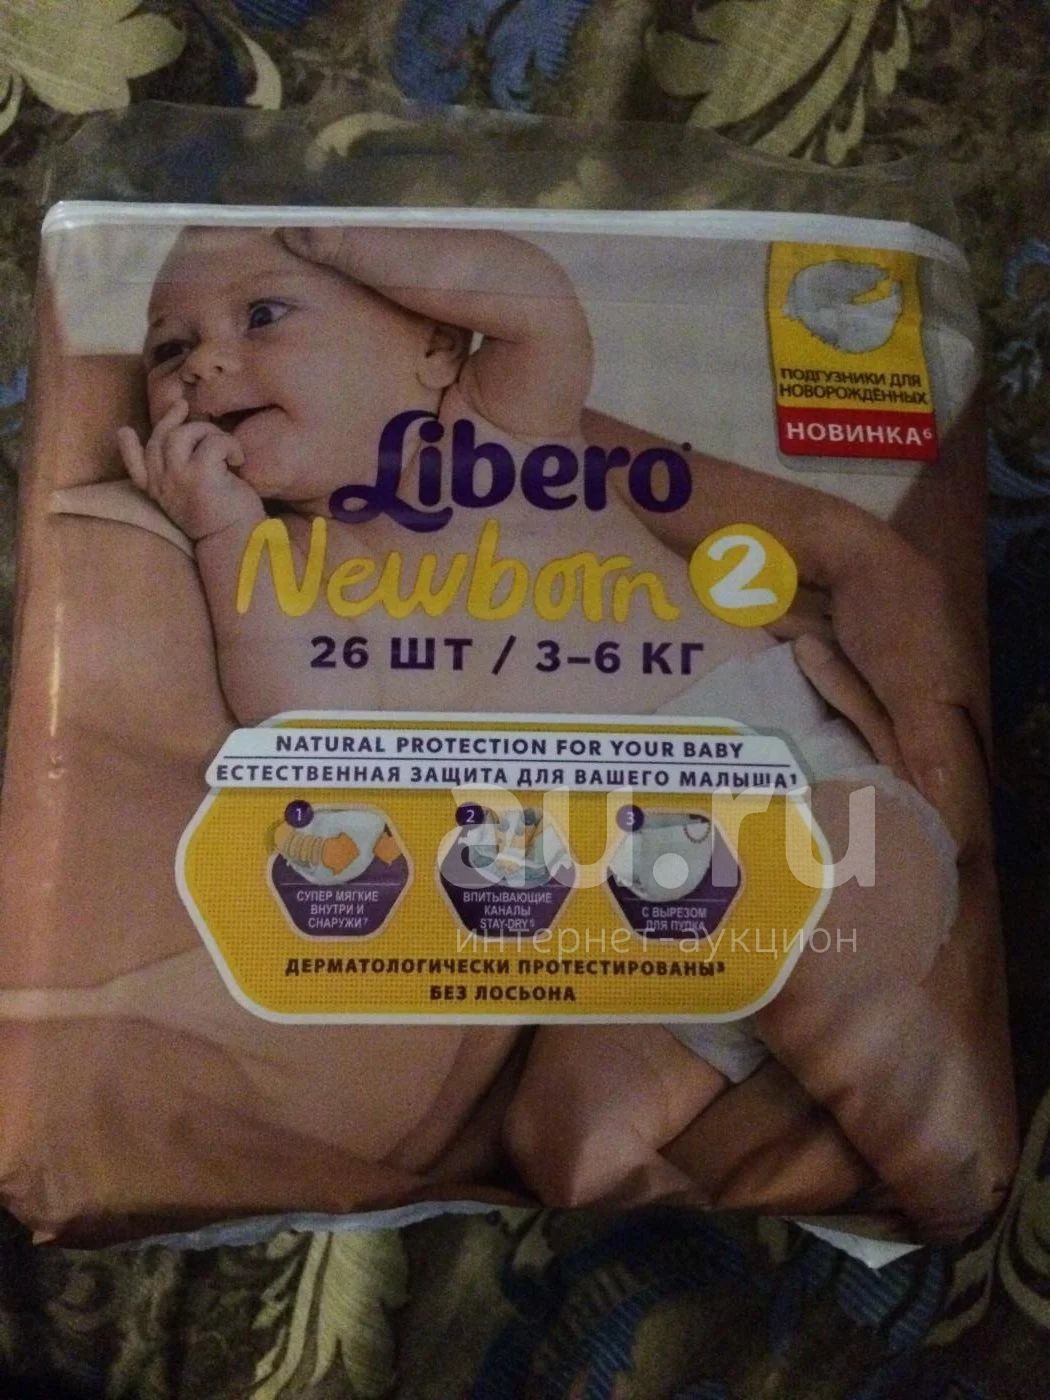 ПОДГУЗНИКИ ДЛЯ
НОВОРОЖДЁННЫХ
НОВИНКА⁶
Libero
Newborn 2
26 ШТ / 3–6 КГ
NATURAL PROTECTION FOR YOUR BABY
ЕСТЕСТВЕННАЯ ЗАЩИТА ДЛЯ ВАШЕГО МАЛЫША¹
au.ru
интернет-аукцион
1
СУПЕР МЯГКИЕ
ВНУТРИ И
СНАРУЖИ⁷
2
ВПИТЫВАЮЩИЕ
КАНАЛЫ
STAY-DRY
3
С ВЫРЕЗОМ
ДЛЯ ПУПКА
ДЕРМАТОЛОГИЧЕСКИ ПРОТЕСТИРОВАНЫ³
БЕЗ ЛОСЬОНА